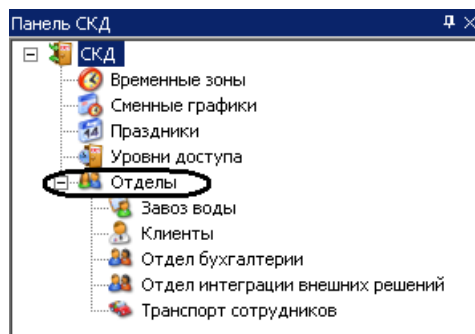 Панель СКД
СКД
Временные зоны
Сменные графики
Праздники
Уровни доступа
Отделы
Завоз воды
Клиенты
Отдел бухгалтерии
Отдел интеграции внешних решений
Транспорт сотрудников